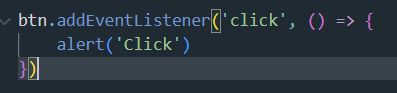 btn.addEventListener('click', () => {
    alert('Click')
})